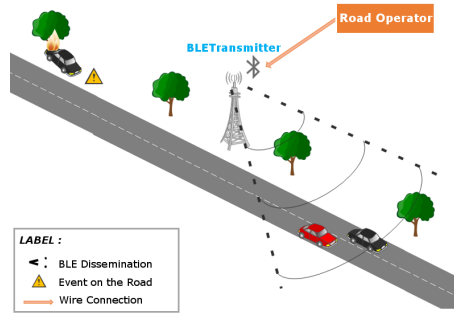 Road Operator
BLETransmitter
LABEL :
BLE Dissemination
Event on the Road
Wire Connection